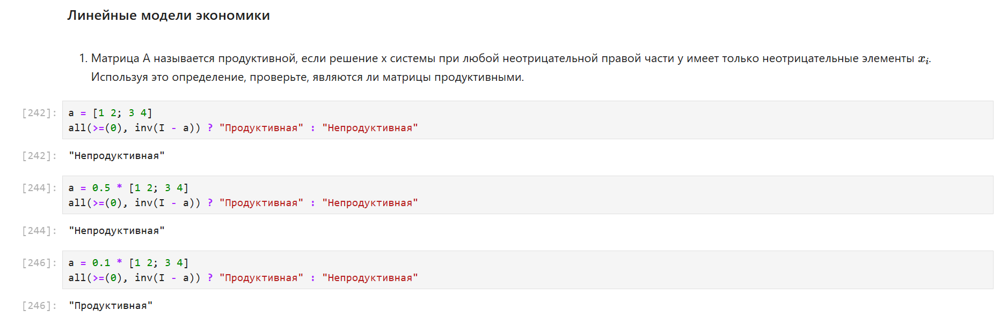 Линейные модели экономики
1. Матрица А называется продуктивной, если решение x системы при любой неотрицательной правой части y имеет только неотрицательные элементы xᵢ.
Используя это определение, проверьте, являются ли матрицы продуктивными.
[242]: a = [1 2; 3 4]
all(>=(0), inv(I - a)) ? "Продуктивная" : "Непродуктивная"
[242]: "Непродуктивная"
[244]: a = 0.5 * [1 2; 3 4]
all(>=(0), inv(I - a)) ? "Продуктивная" : "Непродуктивная"
[244]: "Непродуктивная"
[246]: a = 0.1 * [1 2; 3 4]
all(>=(0), inv(I - a)) ? "Продуктивная" : "Непродуктивная"
[246]: "Продуктивная"